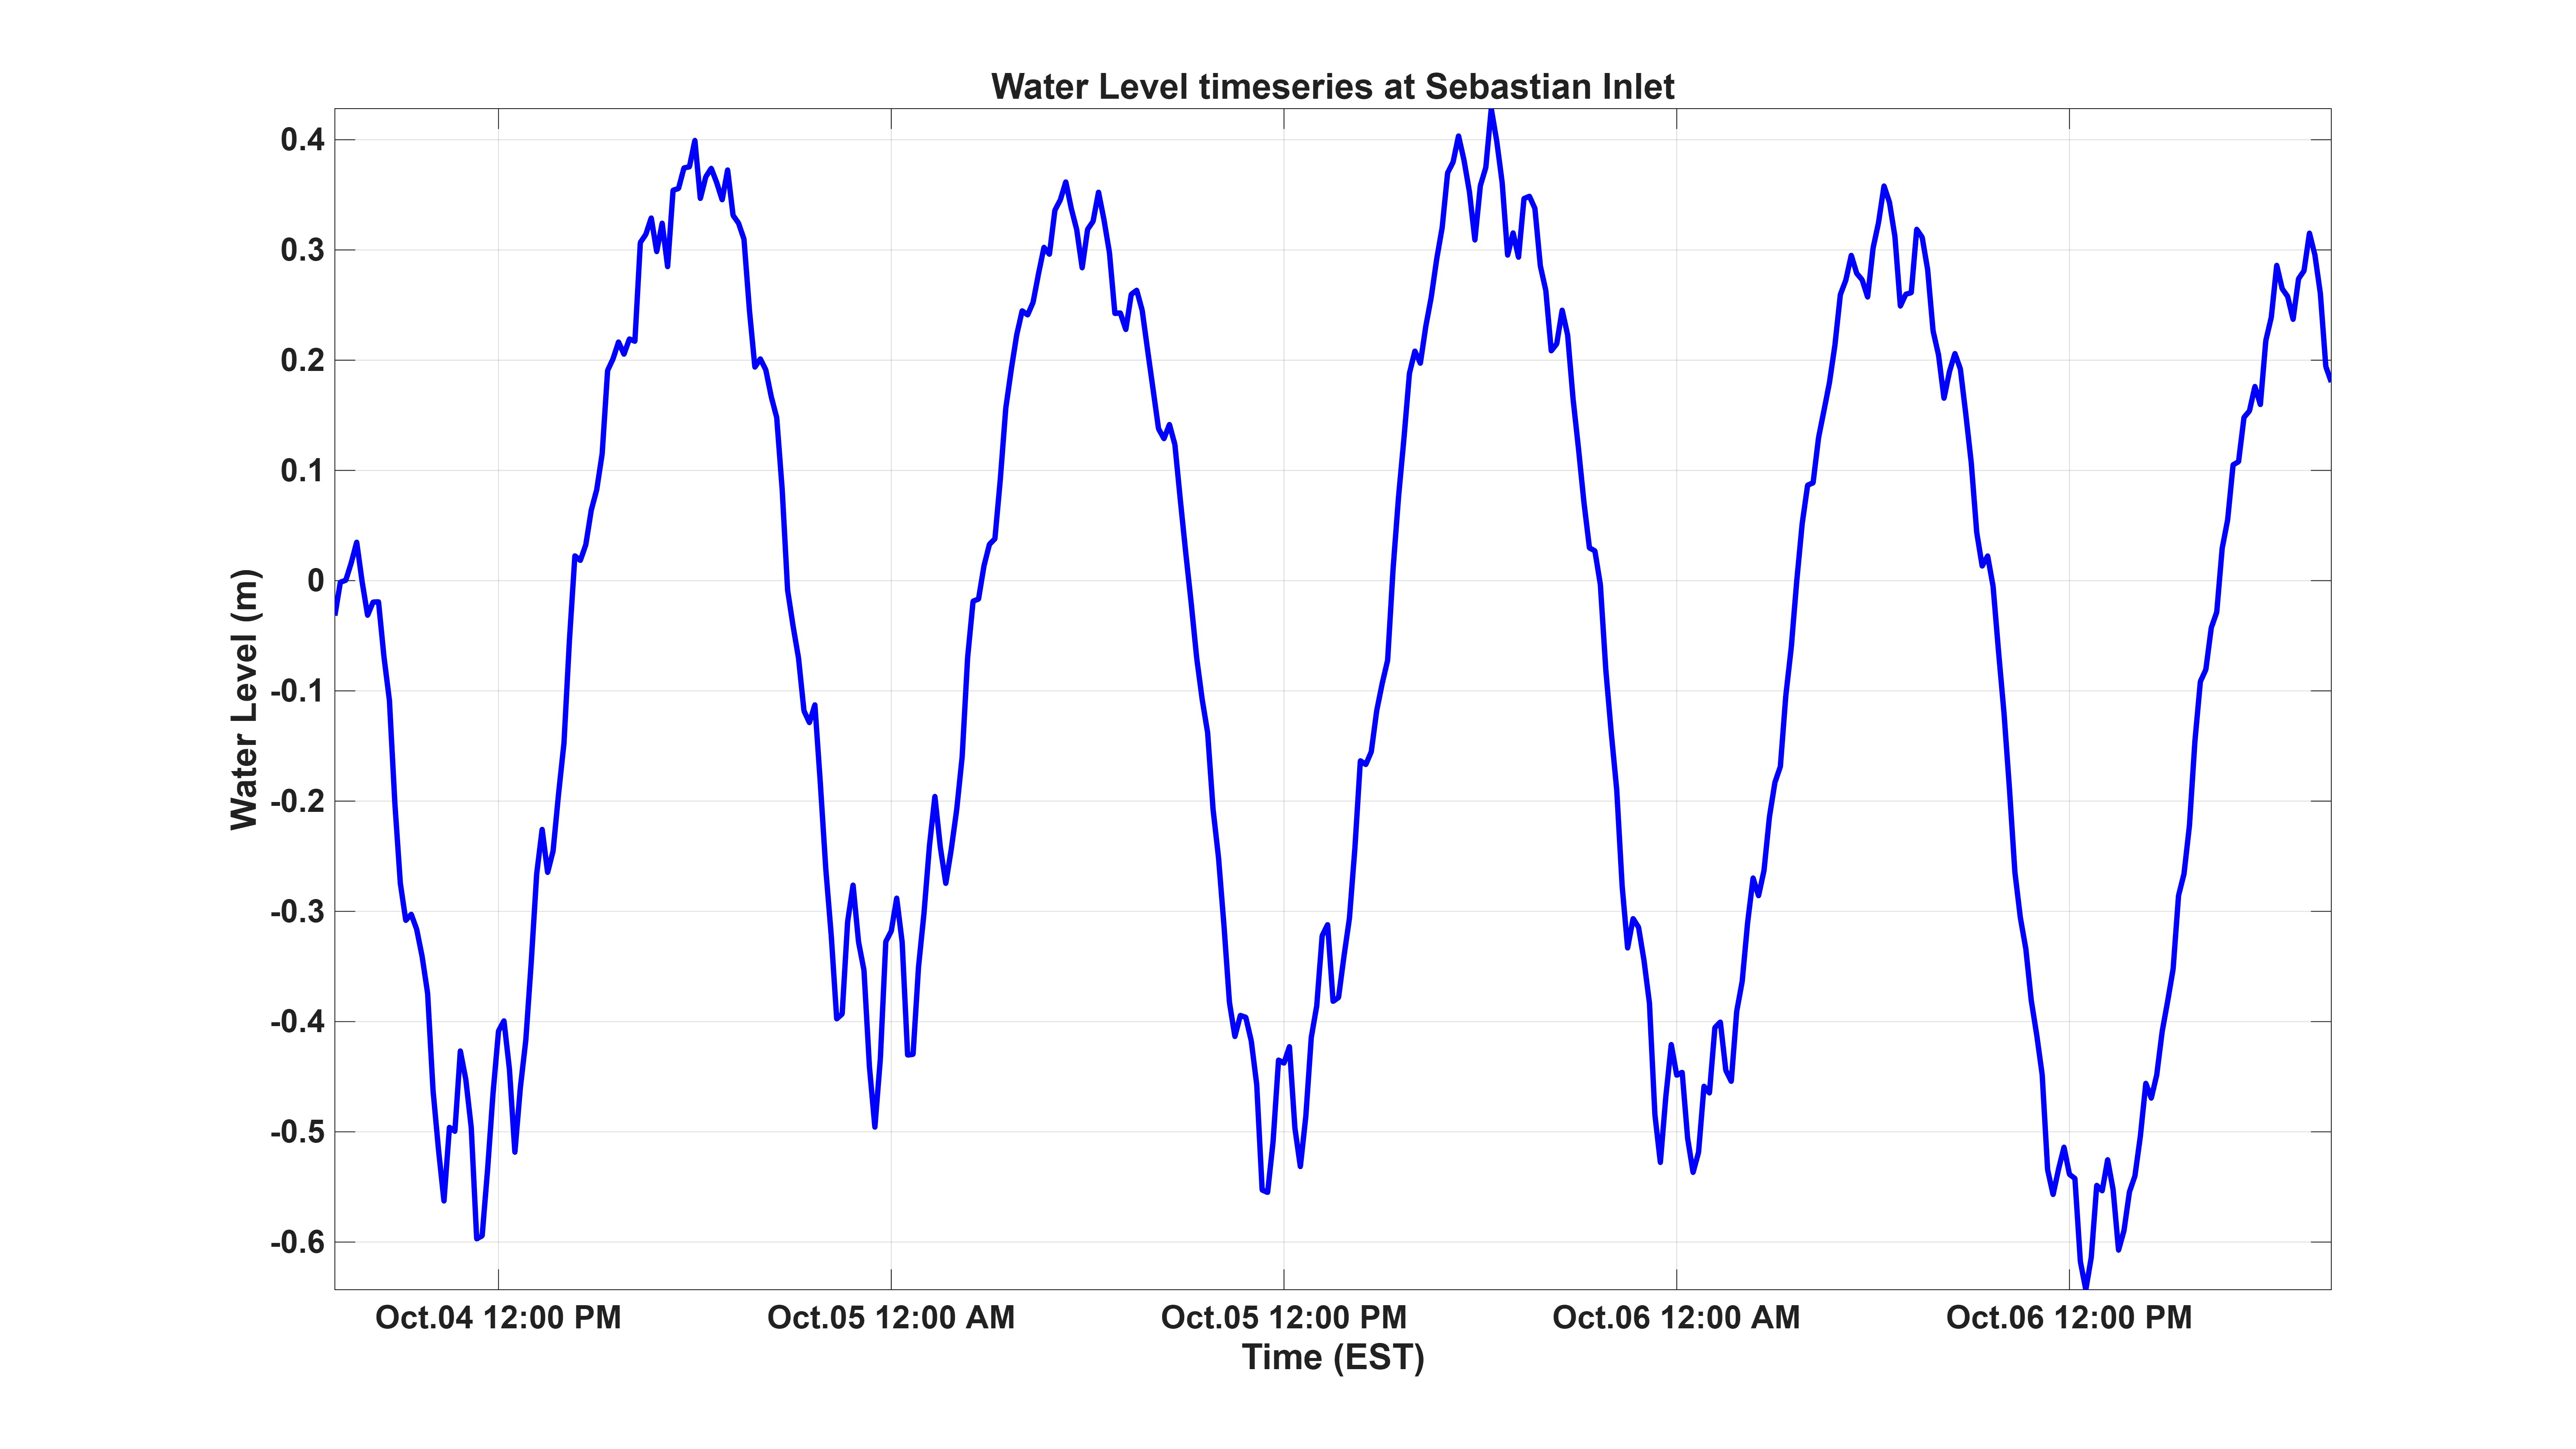 Water Level timeseries at Sebastian Inlet
0.4
0.3
0.2
0.1
0
-0.1
-0.2
-0.3
-0.4
-0.5
-0.6
Water Level (m)
Oct.04 12:00 PM Oct.05 12:00 AM Oct.05 12:00 PM Oct.06 12:00 AM Oct.06 12:00 PM
Time (EST)